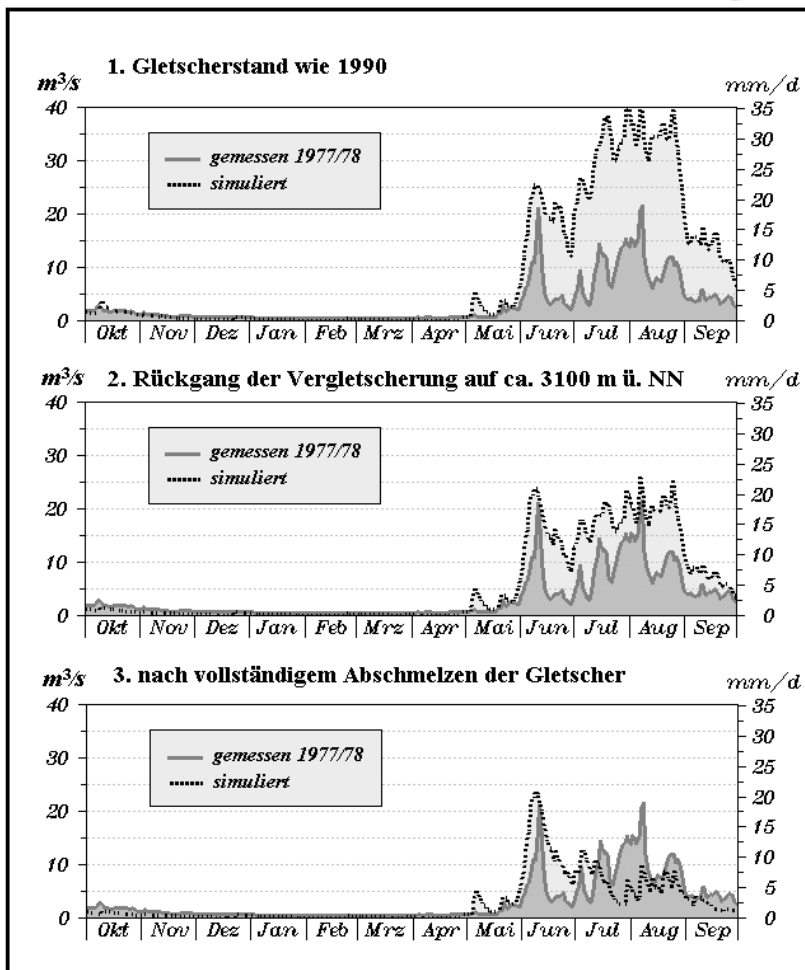 1. Gletscherstand wie 1990
m³/s
mm/d
40
35
30
30
25
20
20
15
10
10
5
0
0
gemessen 1977/78
simuliert
Okt Nov Dez Jan Feb Mrz Apr Mai Jun Jul Aug Sep
2. Rückgang der Vergletscherung auf ca. 3100 m ü. NN
m³/s
mm/d
40
35
30
30
25
20
20
15
10
10
5
0
0
gemessen 1977/78
simuliert
Okt Nov Dez Jan Feb Mrz Apr Mai Jun Jul Aug Sep
3. nach vollständigem Abschmelzen der Gletscher
m³/s
mm/d
40
35
30
30
25
20
20
15
10
10
5
0
0
gemessen 1977/78
simuliert
Okt Nov Dez Jan Feb Mrz Apr Mai Jun Jul Aug Sep